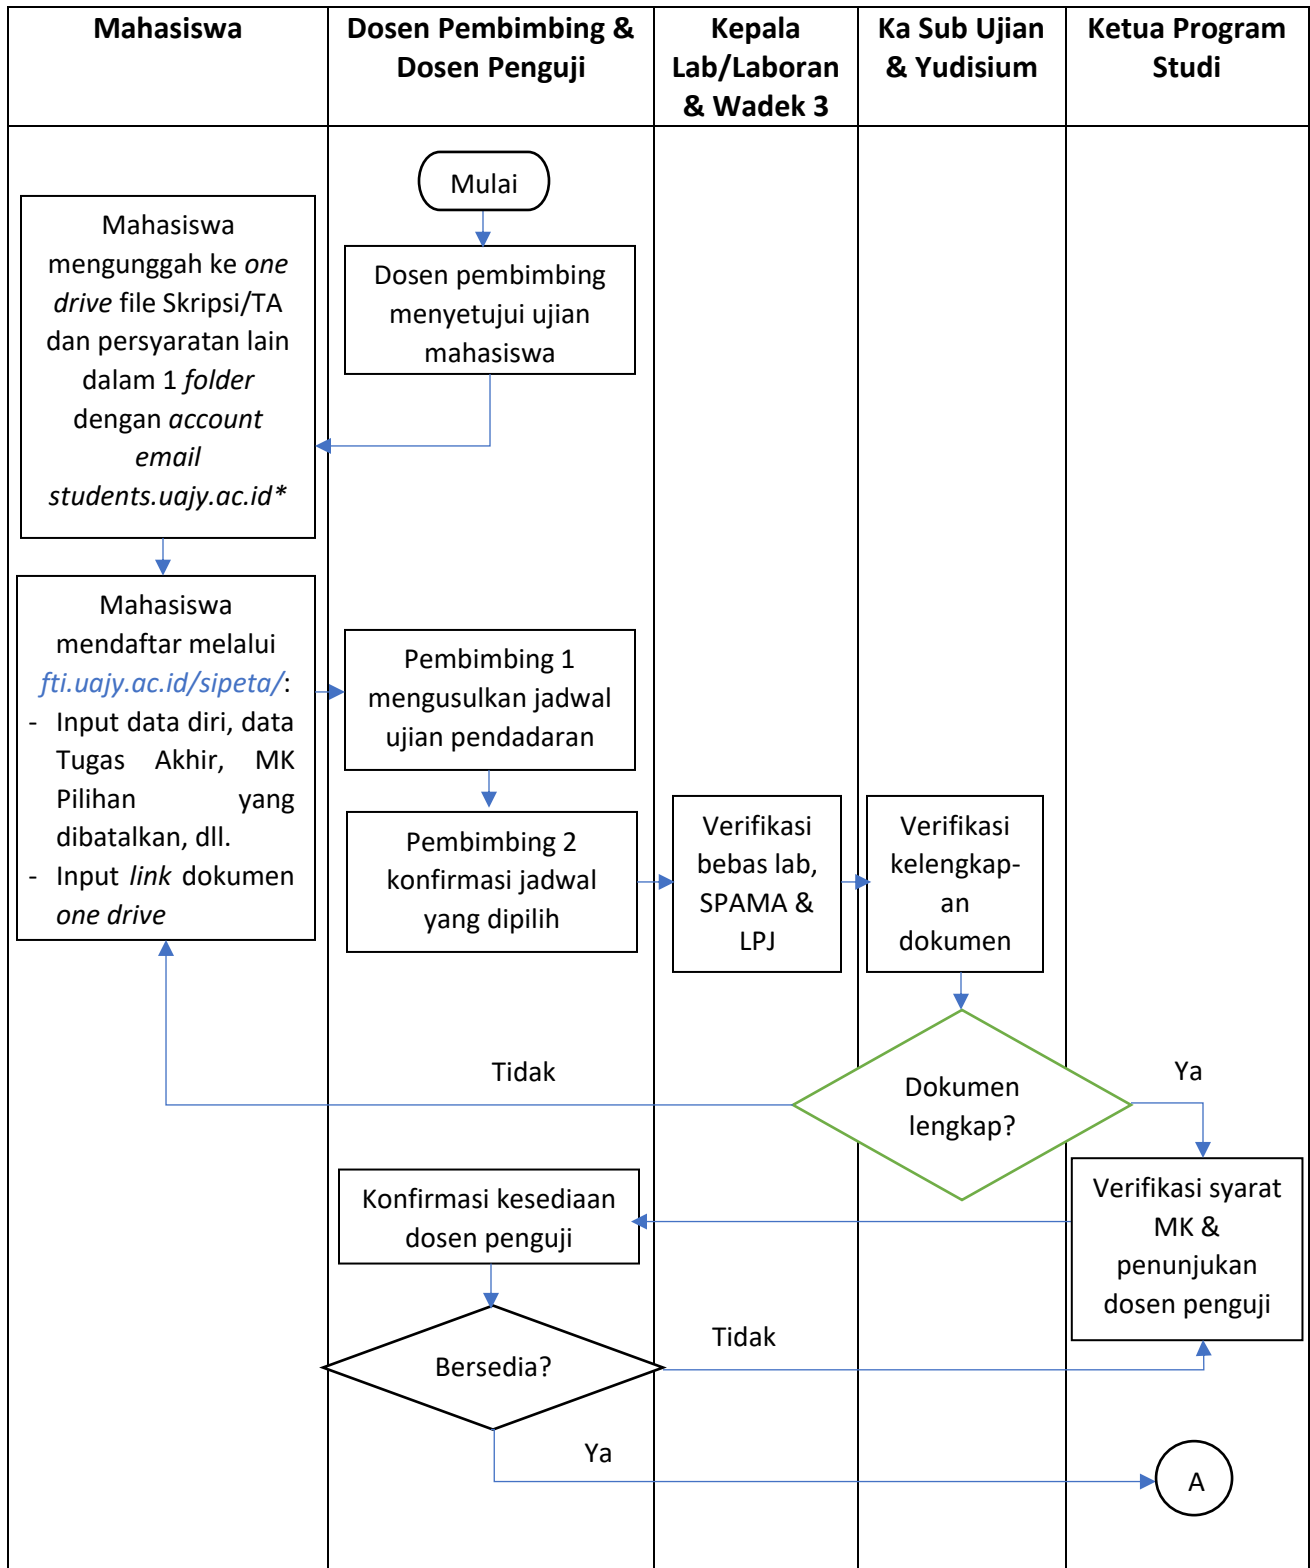 Mahasiswa
Dosen Pembimbing &
Dosen Penguji
Kepala
Lab/Laboran
& Wadek 3
Ka Sub Ujian
& Yudisium
Ketua Program
Studi
Mulai
Dosen pembimbing
menyetujui ujian
mahasiswa
Mahasiswa
mengunggah ke one
drive file Skripsi/TA
dan persyaratan lain
dalam 1 folder
dengan account
email
students.uajy.ac.id*
Mahasiswa
mendaftar melalui
fti.uajy.ac.id/sipeta/:
- Input data diri, data
Tugas Akhir, MK
Pilihan yang
dibatalkan, dll.
- Input link dokumen
one drive
Pembimbing 1
mengusulkan jadwal
ujian pendadaran
Pembimbing 2
konfirmasi jadwal
yang dipilih
Verifikasi
bebas lab,
SPAMA &
LPJ
Verifikasi
kelengkap-
an
dokumen
Dokumen
lengkap?
Tidak
Ya
Verifikasi syarat
MK &
penunjukan
dosen penguji
Konfirmasi kesediaan
dosen penguji
Bersedia?
Tidak
Ya
A